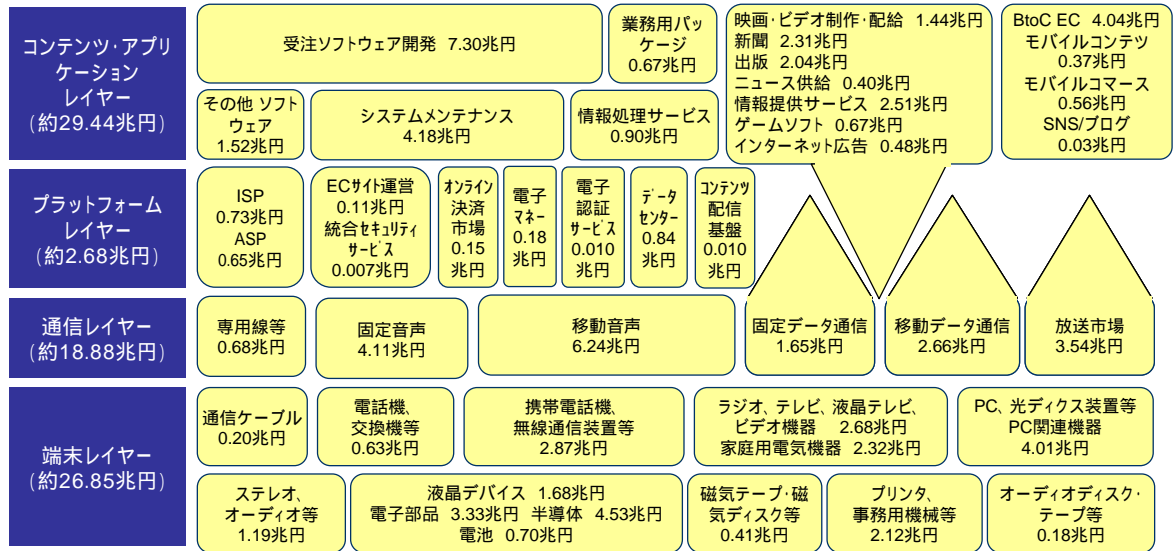 コンテンツ・アプリ
ケーション
レイヤー
(約29.44兆円)
受注ソフトウェア開発 7.30兆円
業務用パッ
ケージ
0.67兆円
映画・ビデオ制作・配給 1.44兆円
新聞 2.31兆円
出版 2.04兆円
ニュース供給 0.40兆円
情報提供サービス 2.51兆円
ゲームソフト 0.67兆円
インターネット広告 0.48兆円
BtoC EC 4.04兆円
モバイルコンテツ
0.37兆円
モバイルコマース
0.56兆円
SNS/ブログ
0.03兆円
その他 ソフト
ウェア
1.52兆円
システムメンテナンス
4.18兆円
情報処理サービス
0.90兆円
プラットフォーム
レイヤー
(約2.68兆円)
ISP
0.73兆円
ASP
0.65兆円
ECサイト運営
0.11兆円
統合セキュリティ
サービス
0.007兆円
オンライン
決済
市場
0.15
兆円
電子
マネー
0.18
兆円
電子
認証
サービス
0.010
兆円
データ
センター
0.84
兆円
コンテンツ
配信
基盤
0.010
兆円
通信レイヤー
(約18.88兆円)
専用線等
0.68兆円
固定音声
4.11兆円
移動音声
6.24兆円
固定データ通信
1.65兆円
移動データ通信
2.66兆円
放送市場
3.54兆円
端末レイヤー
(約26.85兆円)
通信ケーブル
0.20兆円
電話機、
交換機等
0.63兆円
携帯電話機、
無線通信装置等
2.87兆円
ラジオ、テレビ、液晶テレビ、
ビデオ機器 2.68兆円
家庭用電気機器 2.32兆円
PC、光ディクス装置等
PC関連機器
4.01兆円
ステレオ、
オーディオ等
1.19兆円
液晶デバイス 1.68兆円
電子部品 3.33兆円 半導体 4.53兆円
電池 0.70兆円
磁気テープ・磁
気ディスク等
0.41兆円
プリンタ、
事務用機械等
2.12兆円
オーディオディスク・
テープ等
0.18兆円